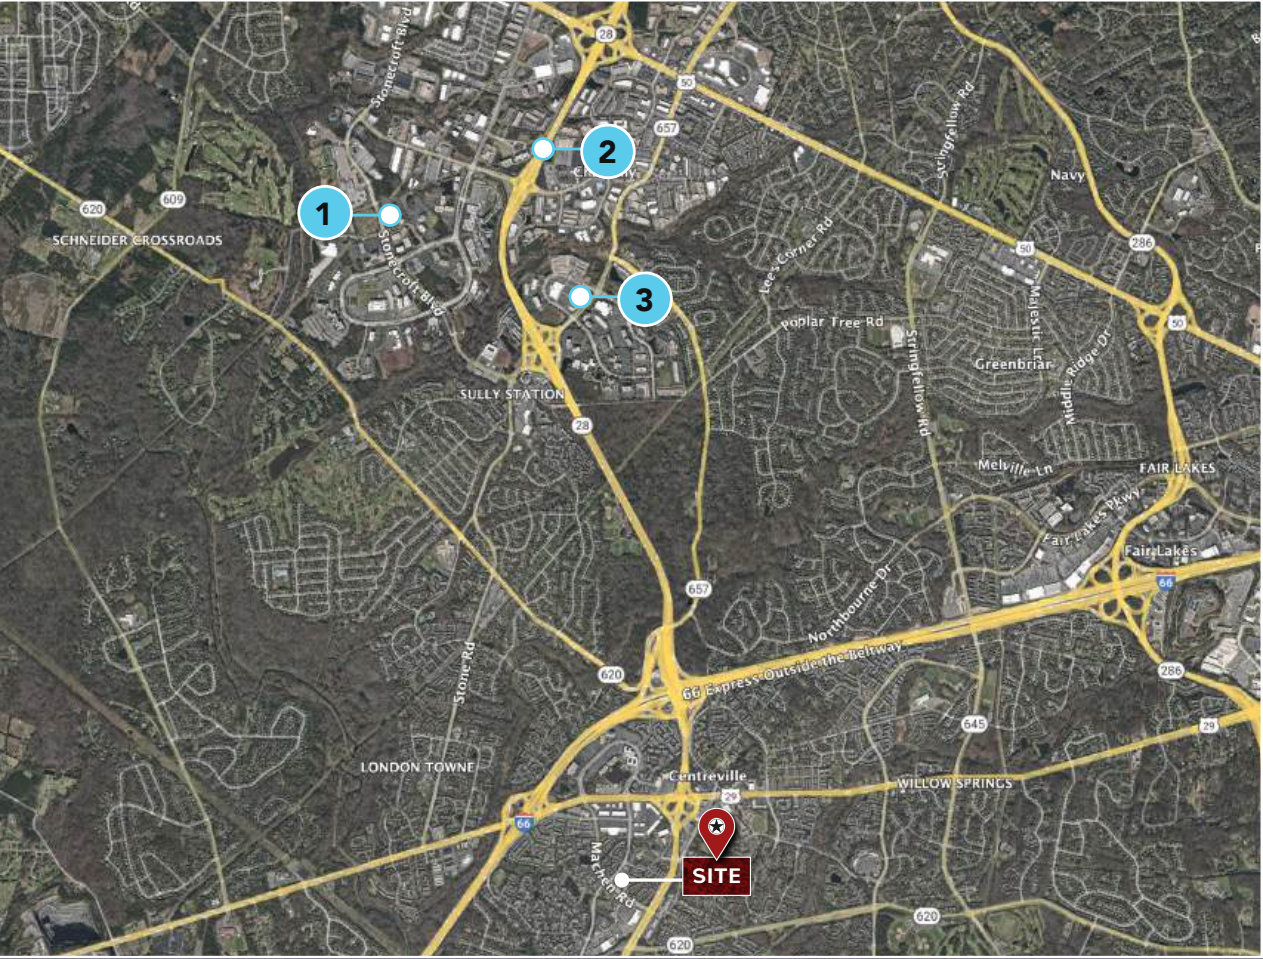 28
Stonecroft Blvd
50
657
2
Stringfellow Rd
Navy
609
620
1
SCHNEIDER CROSSROADS
Stonecroft Blvd
Lee's Corner Rd
50
286
3
Majestic Ln
Poplar Tree Rd
50
Stringfellow Rd
Greenbriar
Middle Ridge Dr
SULLY STATION
28
Melville Ln
FAIR LAKES
Fair Lakes Pkwy
Fair Lakes
66
657
Northbourne Dr
620
Stone Rd
66 Express Outside the Beltway
286
645
29
LONDON TOWNE
Centreville
29
WILLOW SPRINGS
66
SITE
Machen Rd
29
620
620